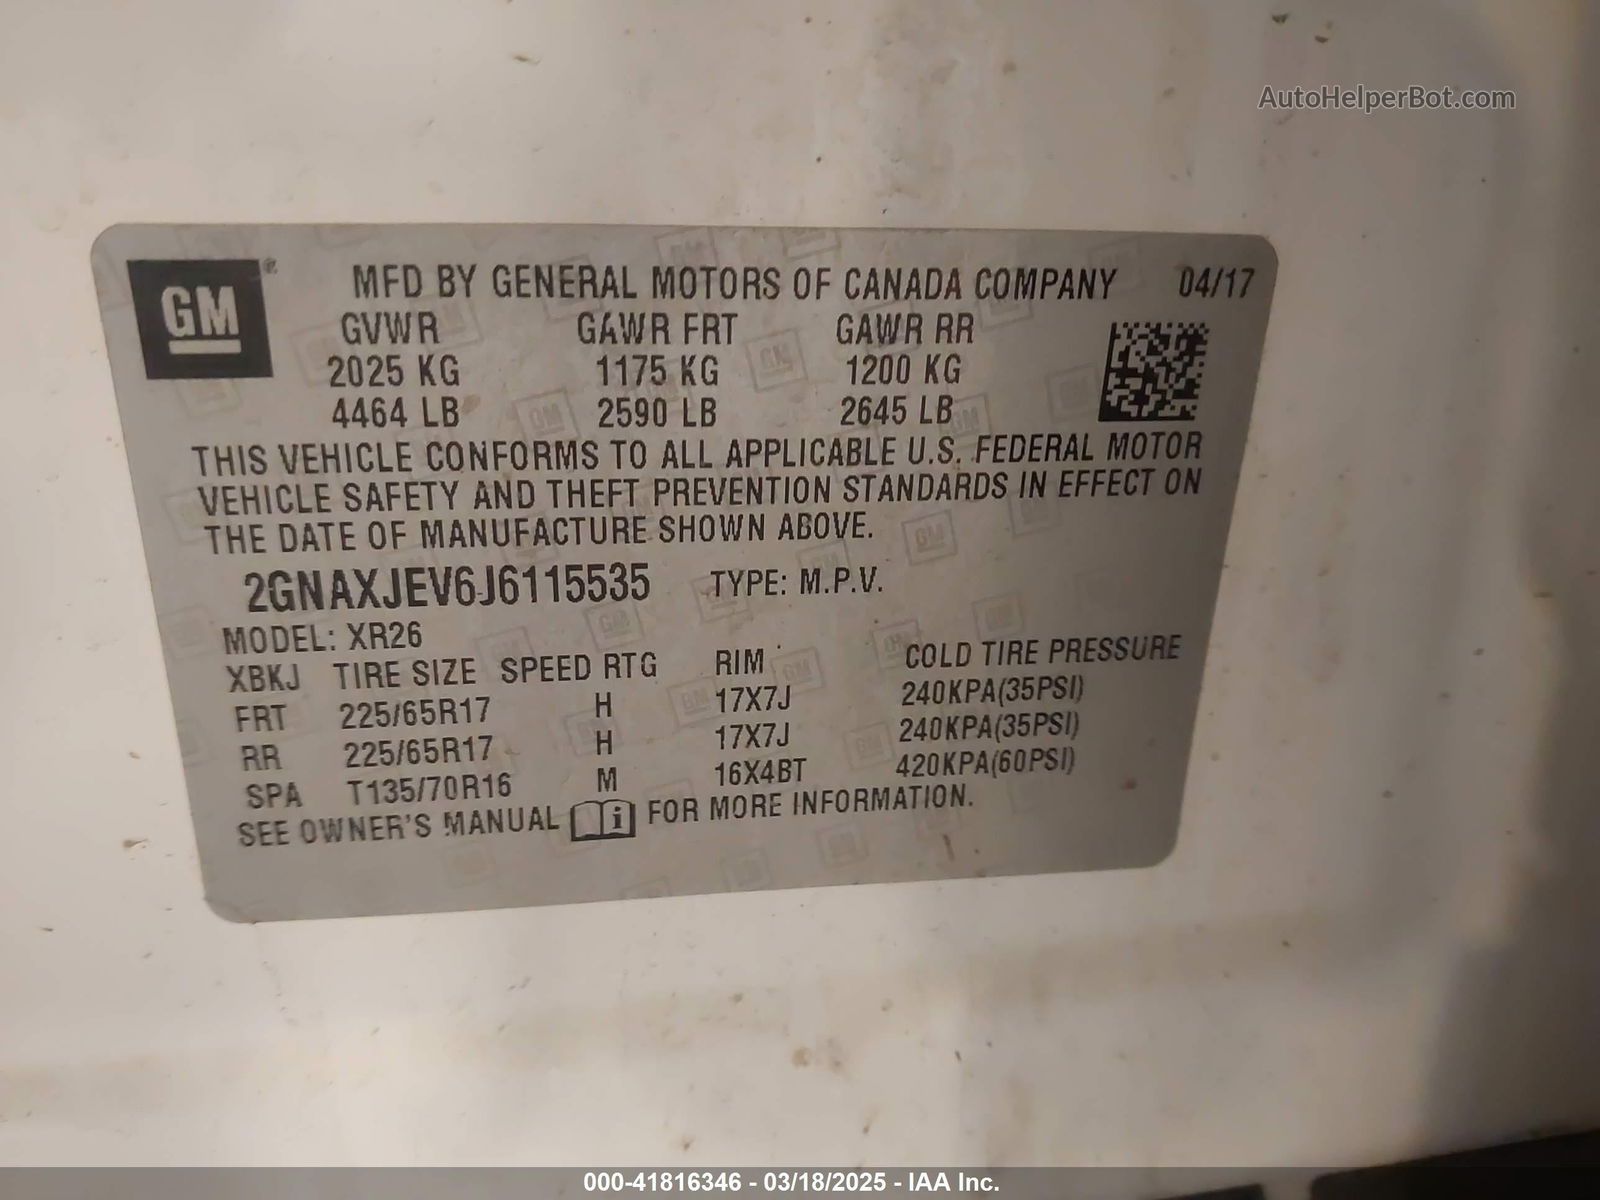 AutoHelperBot.com
GM® MFD BY GENERAL MOTORS OF CANADA COMPANY 04/17
GVWR GAWR FRT GAWR RR
2025 KG 1175 KG 1200 KG
4464 LB 2590 LB 2645 LB
THIS VEHICLE CONFORMS TO ALL APPLICABLE U.S. FEDERAL MOTOR
VEHICLE SAFETY AND THEFT PREVENTION STANDARDS IN EFFECT ON
THE DATE OF MANUFACTURE SHOWN ABOVE.
2GNAXJEV6J6115535 TYPE: M.P.V.
MODEL: XR26
XBKJ TIRE SIZE SPEED RTG RIM COLD TIRE PRESSURE
FRT 225/65R17 H 17X7J 240KPA(35PSI)
RR 225/65R17 H 17X7J 240KPA(35PSI)
SPA T135/70R16 M 16X4BT 420KPA(60PSI)
SEE OWNER'S MANUAL i FOR MORE INFORMATION.
000-41816346 - 03/18/2025 - IAA Inc.